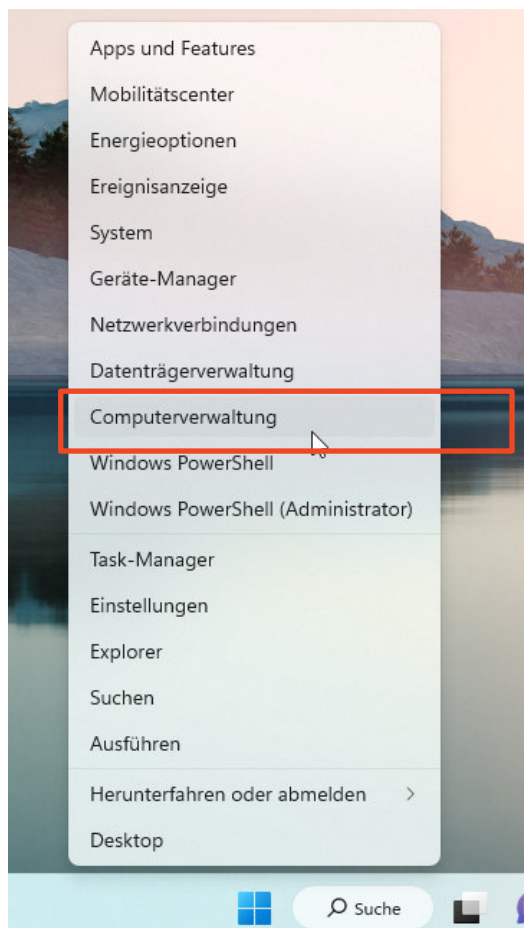 Apps und Features
Mobilitätscenter
Energieoptionen
Ereignisanzeige
System
Geräte-Manager
Netzwerkverbindungen
Datenträgerverwaltung
Computerverwaltung
Windows PowerShell
Windows PowerShell (Administrator)
Task-Manager
Einstellungen
Explorer
Suchen
Ausführen
Herunterfahren oder abmelden
Desktop
Suche